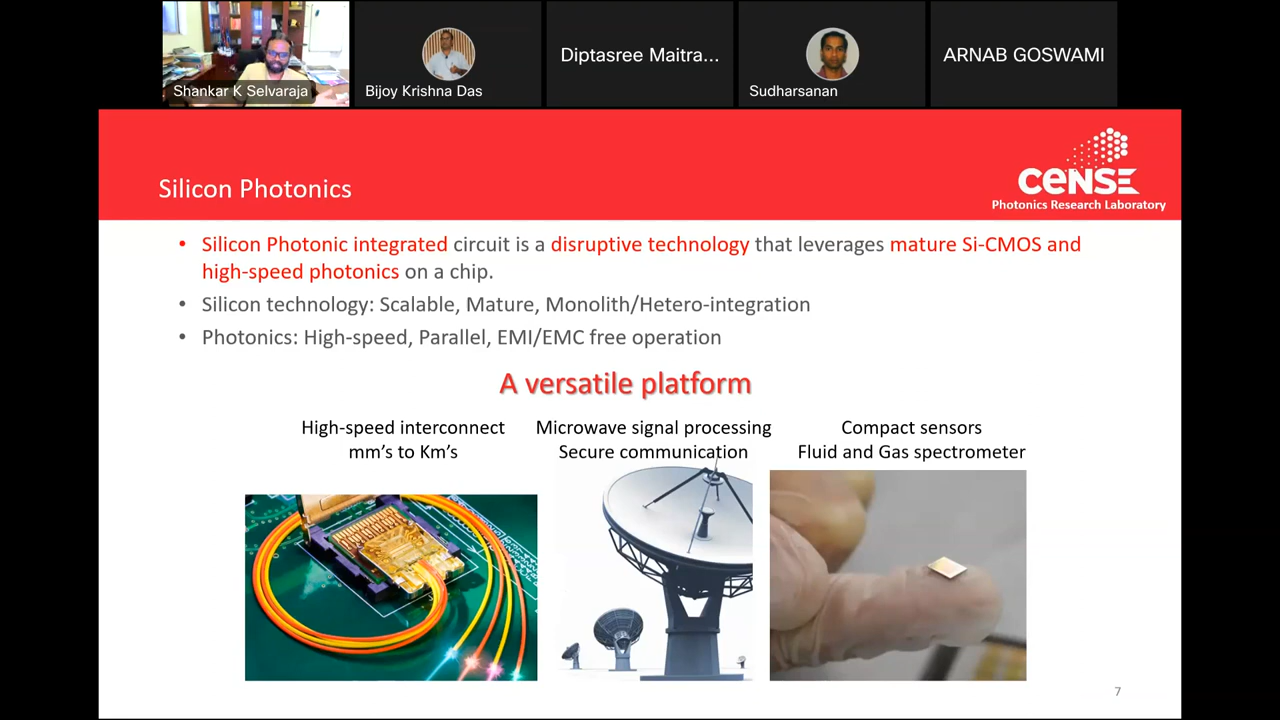 Shankar K Selvaraja
Bijoy Krishna Das
Diptasree Maitra...
Sudharsanan
ARNAB GOSWAMI
Silicon Photonics
CeNSE
Photonics Research Laboratory
• Silicon Photonic integrated circuit is a disruptive technology that leverages mature Si-CMOS and
high-speed photonics on a chip.
• Silicon technology: Scalable, Mature, Monolith/Hetero-integration
• Photonics: High-speed, Parallel, EMI/EMC free operation
A versatile platform
High-speed interconnect
mm's to Km's
Microwave signal processing
Secure communication
Compact sensors
Fluid and Gas spectrometer
7